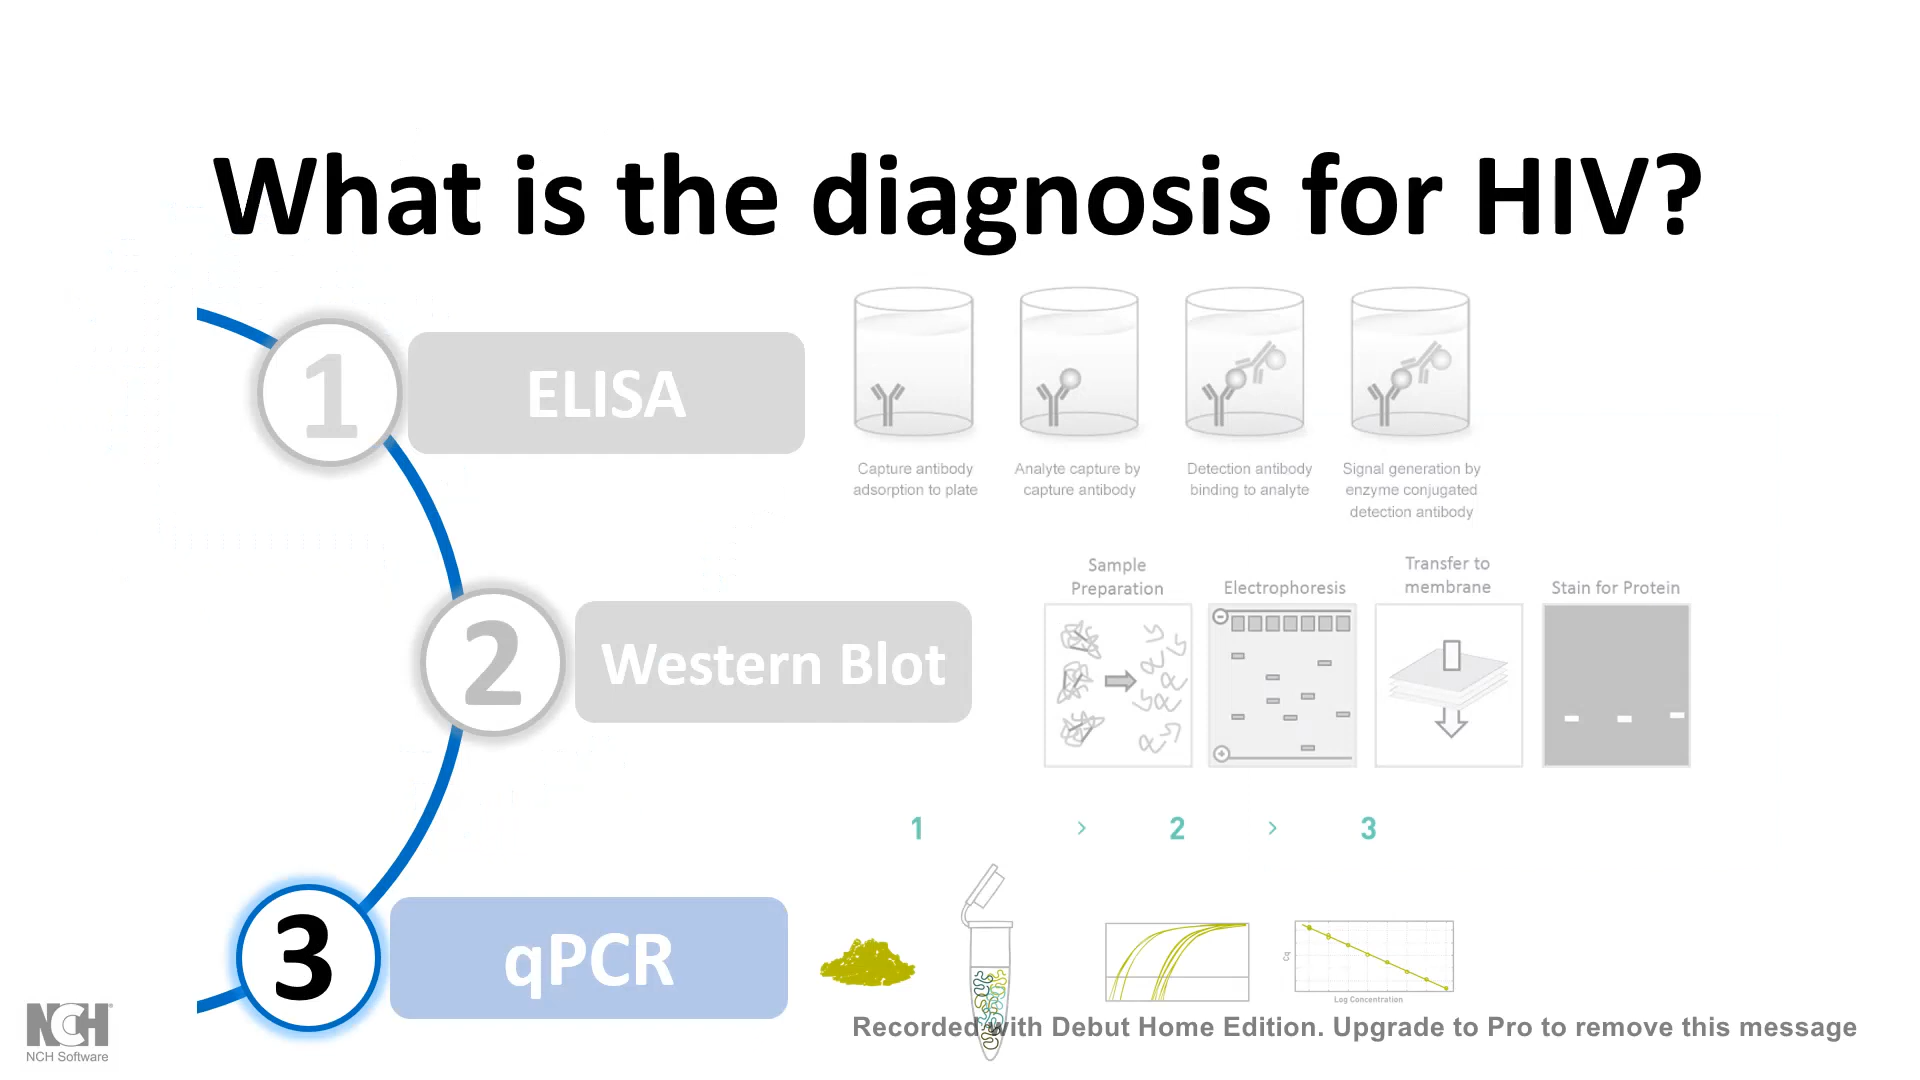 What is the diagnosis for HIV?
1
ELISA
Capture antibody
adsorption to plate
Analyte capture by
capture antibody
Detection antibody
binding to analyte
Signal generation by
enzyme conjugated
detection antibody
2
Western Blot
Sample
Preparation
Electrophoresis
Transfer to
membrane
Stain for Protein
1 > 2 > 3
3
qPCR
Cq
Log Concentration
NCH®
NCH Software
Recorded with Debut Home Edition. Upgrade to Pro to remove this message